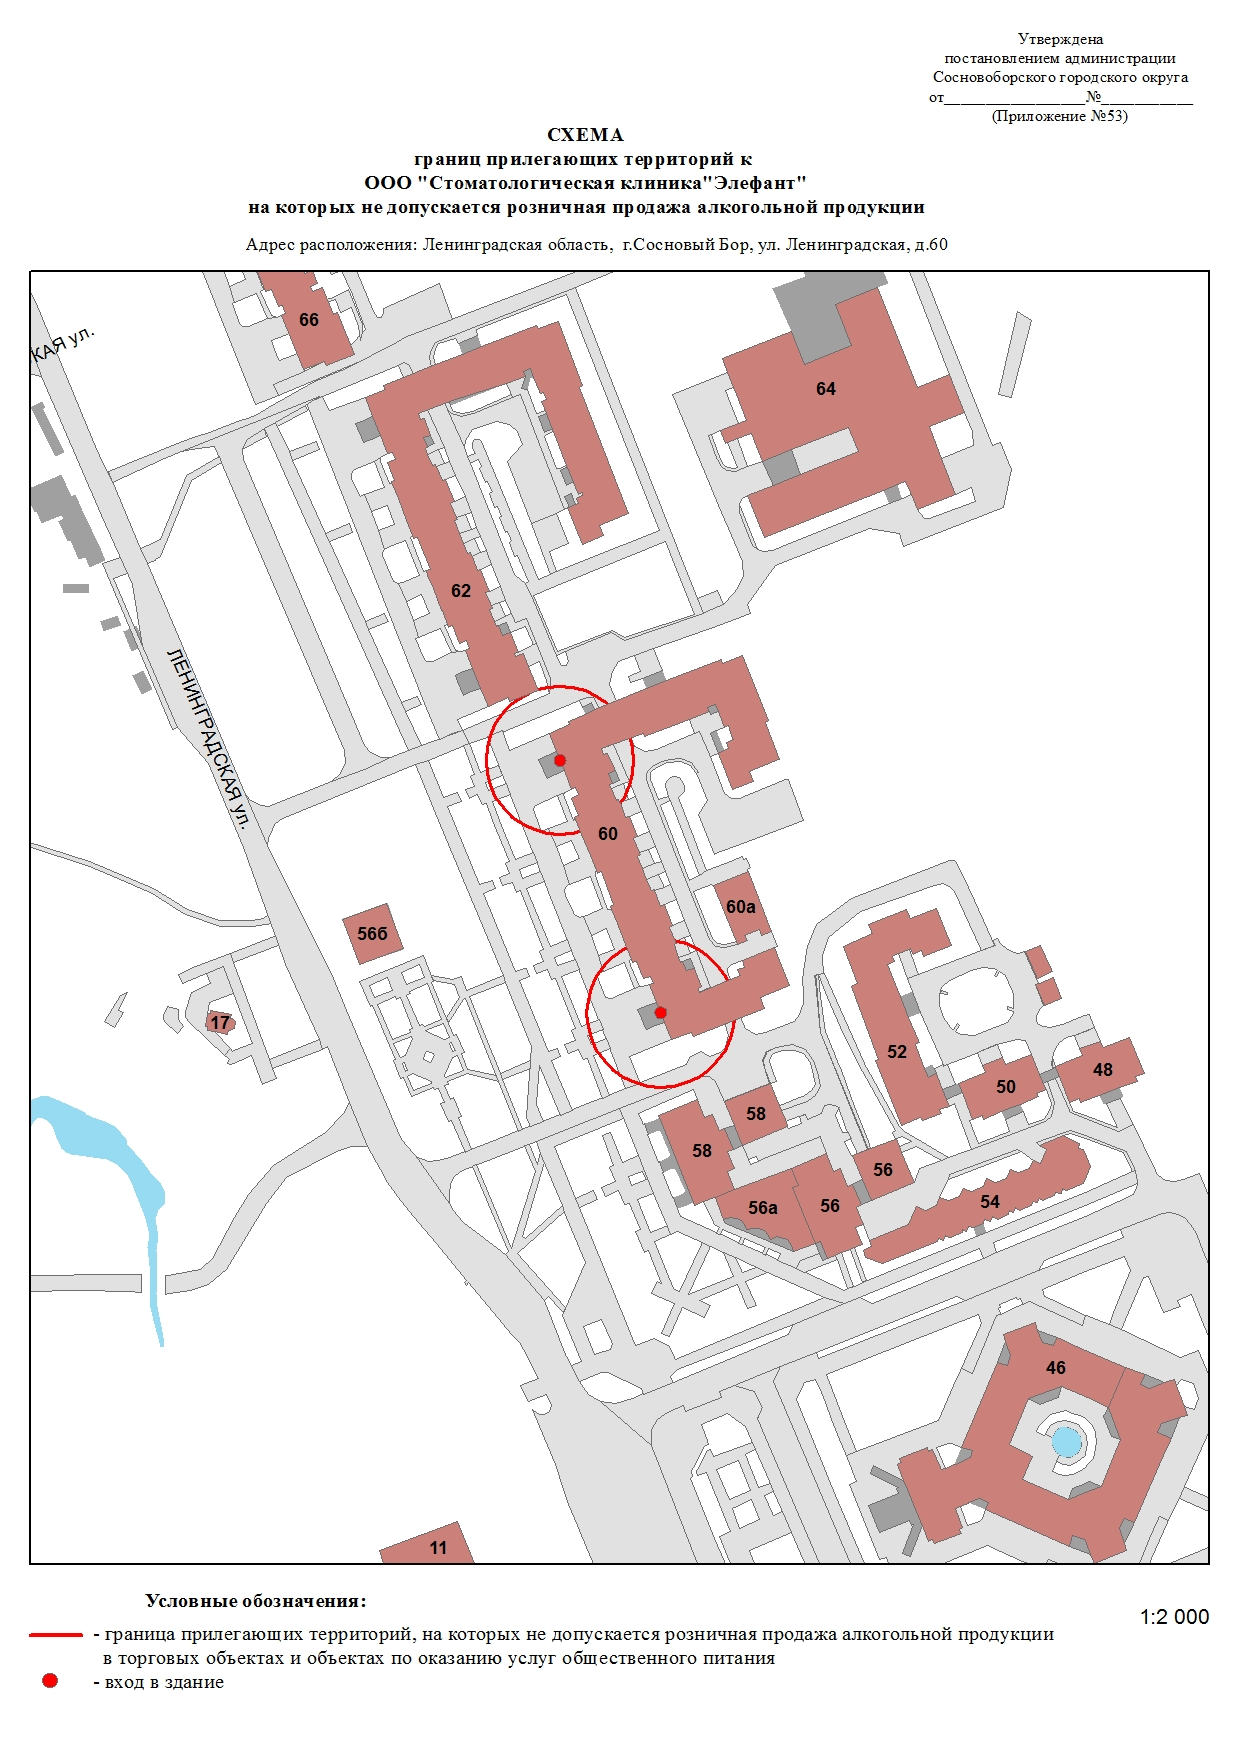 Утверждена
постановлением администрации
Сосновоборского городского округа
от_________________№___________
(Приложение №53)
СХЕМА
границ прилегающих территорий к
ООО "Стоматологическая клиника"Элефант"
на которых не допускается розничная продажа алкогольной продукции
Адрес расположения: Ленинградская область, г.Сосновый Бор, ул. Ленинградская, д.60
66
КАЯ ул.
64
62
ЛЕНИНГРАДСКАЯ ул.
60
60а
56б
17
52
50
48
58
58
56
56а
56
54
46
11
Условные обозначения:
1:2 000
- граница прилегающих территорий, на которых не допускается розничная продажа алкогольной продукции
в торговых объектах и объектах по оказанию услуг общественного питания
- вход в здание